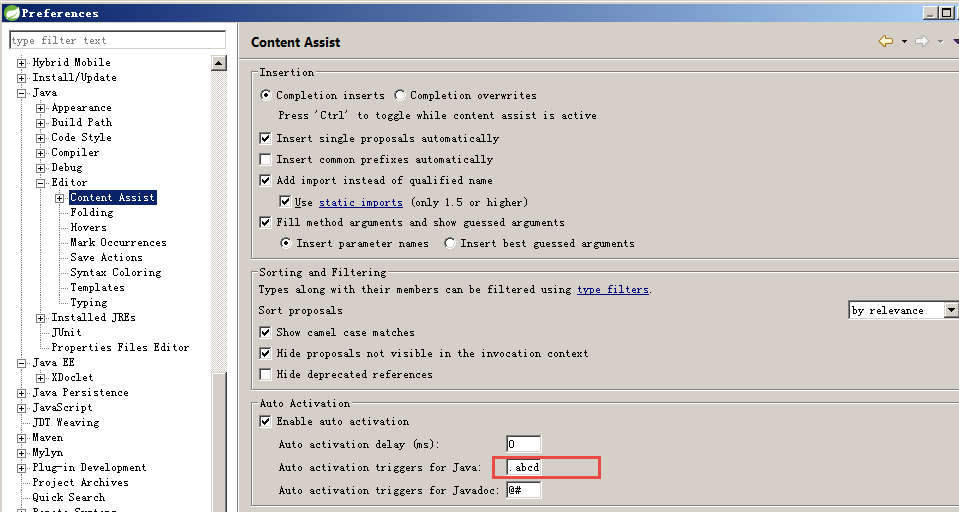 Preferences
type filter text
Hybrid Mobile
Install/Update
Java
Appearance
Build Path
Code Style
Compiler
Debug
Editor
Content Assist
Folding
Hovers
Mark Occurrences
Save Actions
Syntax Coloring
Templates
Typing
Installed JREs
JUnit
Properties Files Editor
Java EE
XDoclet
Java Persistence
JavaScript
JDT Weaving
Maven
Mylyn
Plug-in Development
Project Archives
Quick Search
Content Assist
Insertion
Completion inserts Completion overwrites
Press 'Ctrl' to toggle while content assist is active
Insert single proposals automatically
Insert common prefixes automatically
Add import instead of qualified name
Use static imports (only 1.5 or higher)
Fill method arguments and show guessed arguments
Insert parameter names Insert best guessed arguments
Sorting and Filtering
Types along with their members can be filtered using type filters.
Sort proposals by relevance
Show camel case matches
Hide proposals not visible in the invocation context
Hide deprecated references
Auto Activation
Enable auto activation
Auto activation delay (ms): 0
Auto activation triggers for Java: .abcd
Auto activation triggers for Javadoc: @#